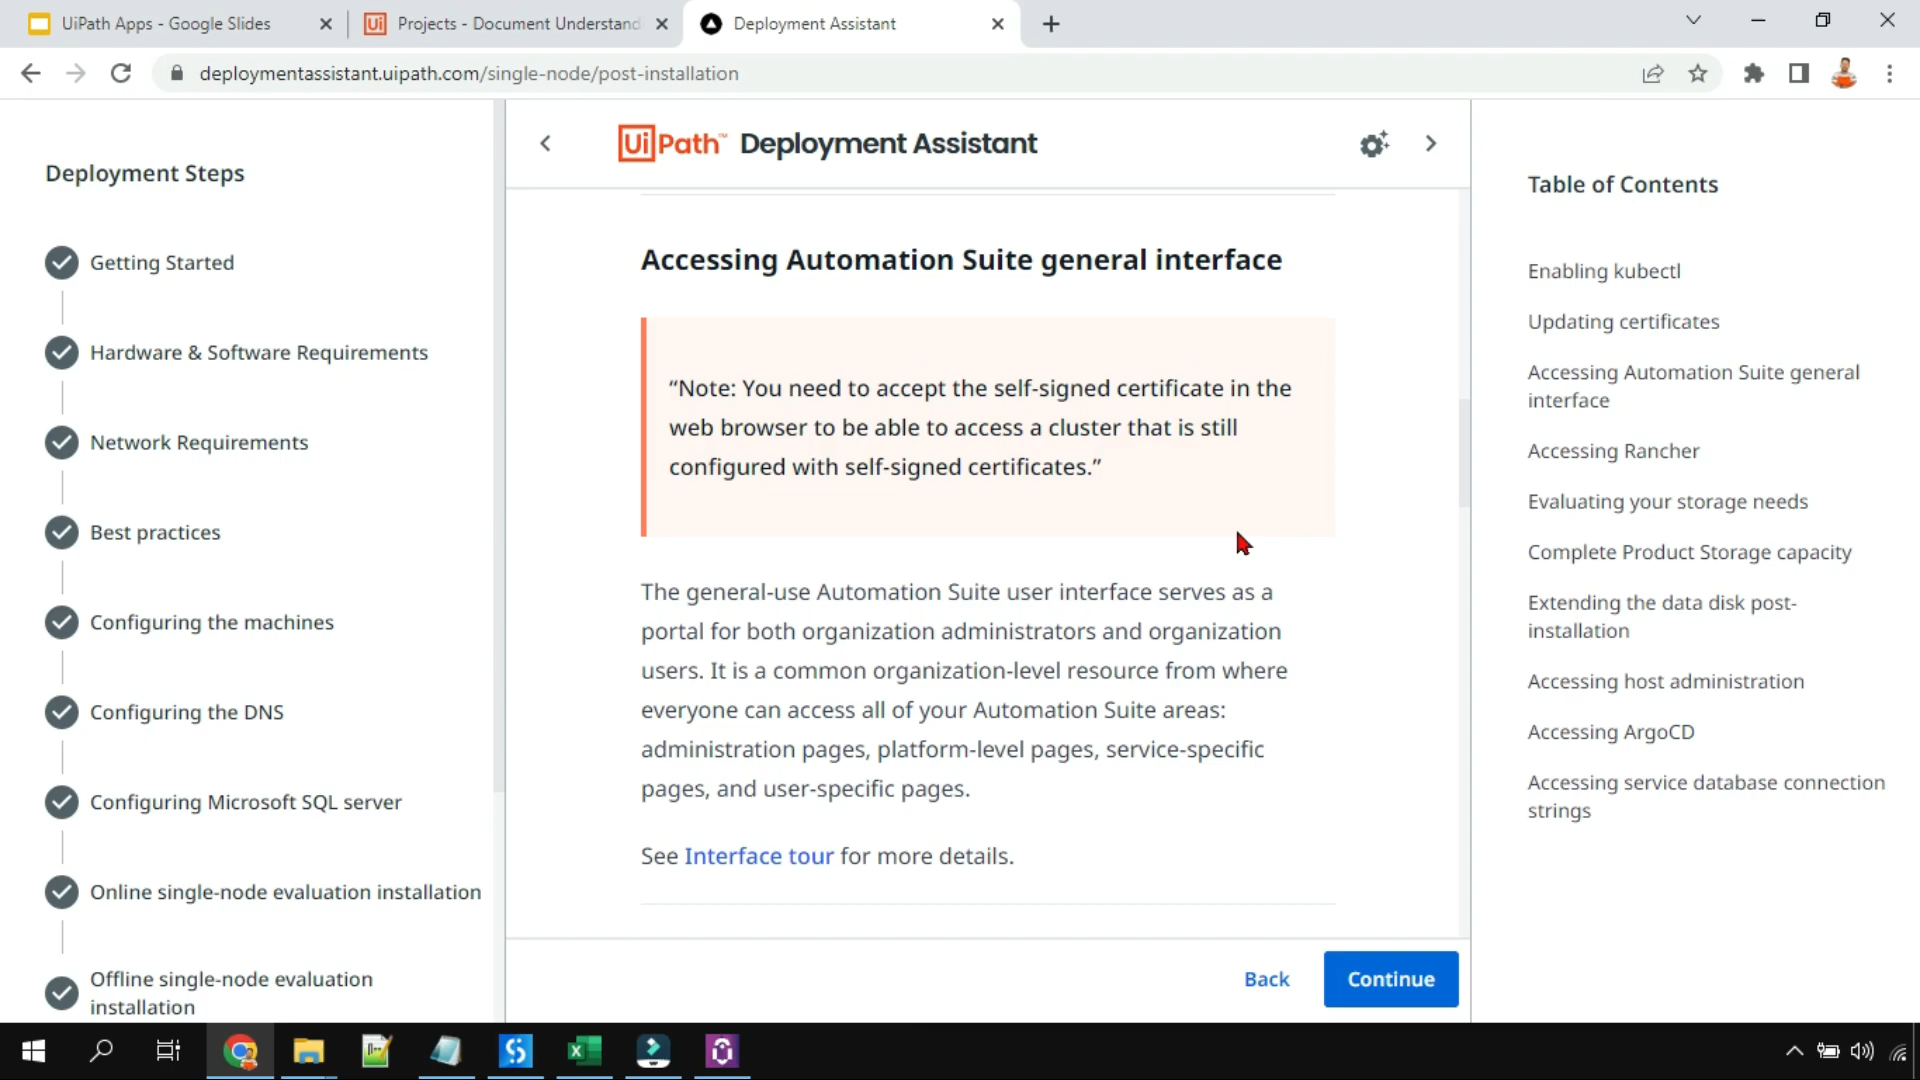 UiPath Apps - Google Slides
Projects - Document Understand
Deployment Assistant
deploymentassistant.uipath.com/single-node/post-installation
Deployment Steps
Getting Started
Hardware & Software Requirements
Network Requirements
Best practices
Configuring the machines
Configuring the DNS
Configuring Microsoft SQL server
Online single-node evaluation installation
Offline single-node evaluation
installation
UiPath™ Deployment Assistant
Accessing Automation Suite general interface
“Note: You need to accept the self-signed certificate in the
web browser to be able to access a cluster that is still
configured with self-signed certificates.”
The general-use Automation Suite user interface serves as a
portal for both organization administrators and organization
users. It is a common organization-level resource from where
everyone can access all of your Automation Suite areas:
administration pages, platform-level pages, service-specific
pages, and user-specific pages.
See Interface tour for more details.
Back
Continue
Table of Contents
Enabling kubectl
Updating certificates
Accessing Automation Suite general
interface
Accessing Rancher
Evaluating your storage needs
Complete Product Storage capacity
Extending the data disk post-
installation
Accessing host administration
Accessing ArgoCD
Accessing service database connection
strings